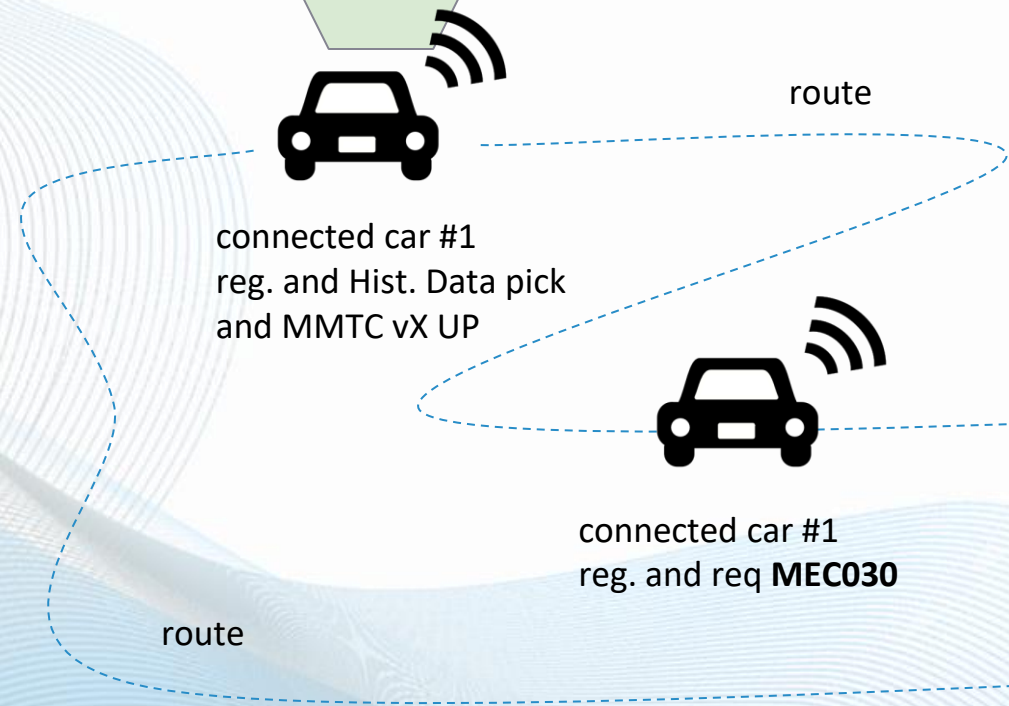 route
connected car #1
reg. and Hist. Data pick
and MMTC vX UP
connected car #1
reg. and req MEC030
route